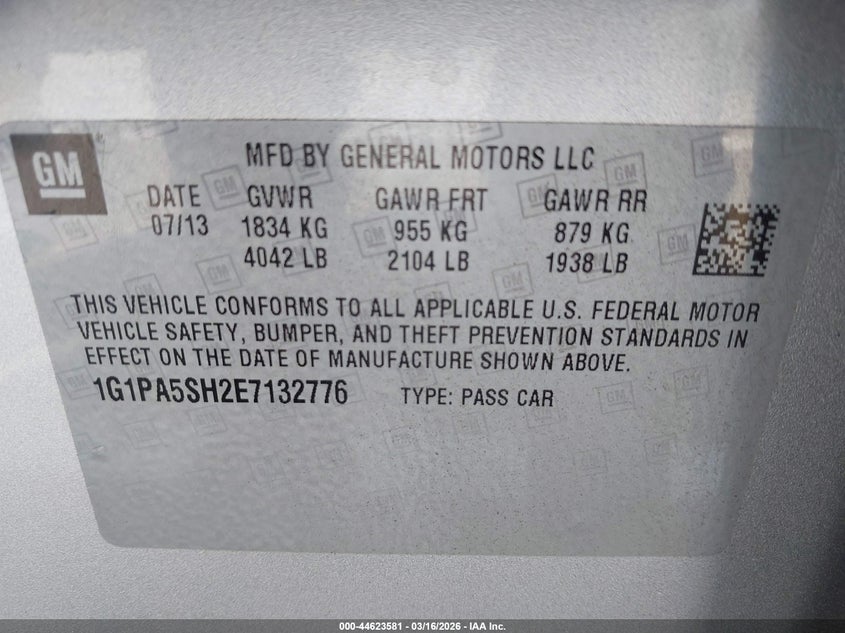 GM
MFD BY GENERAL MOTORS LLC
DATE GVWR GAWR FRT GAWR RR
07/13 1834 KG 955 KG 879 KG
4042 LB 2104 LB 1938 LB
THIS VEHICLE CONFORMS TO ALL APPLICABLE U.S. FEDERAL MOTOR
VEHICLE SAFETY, BUMPER, AND THEFT PREVENTION STANDARDS IN
EFFECT ON THE DATE OF MANUFACTURE SHOWN ABOVE.
1G1PA5SH2E7132776 TYPE: PASS CAR
000-44623581 - 03/16/2026 - IAA Inc.